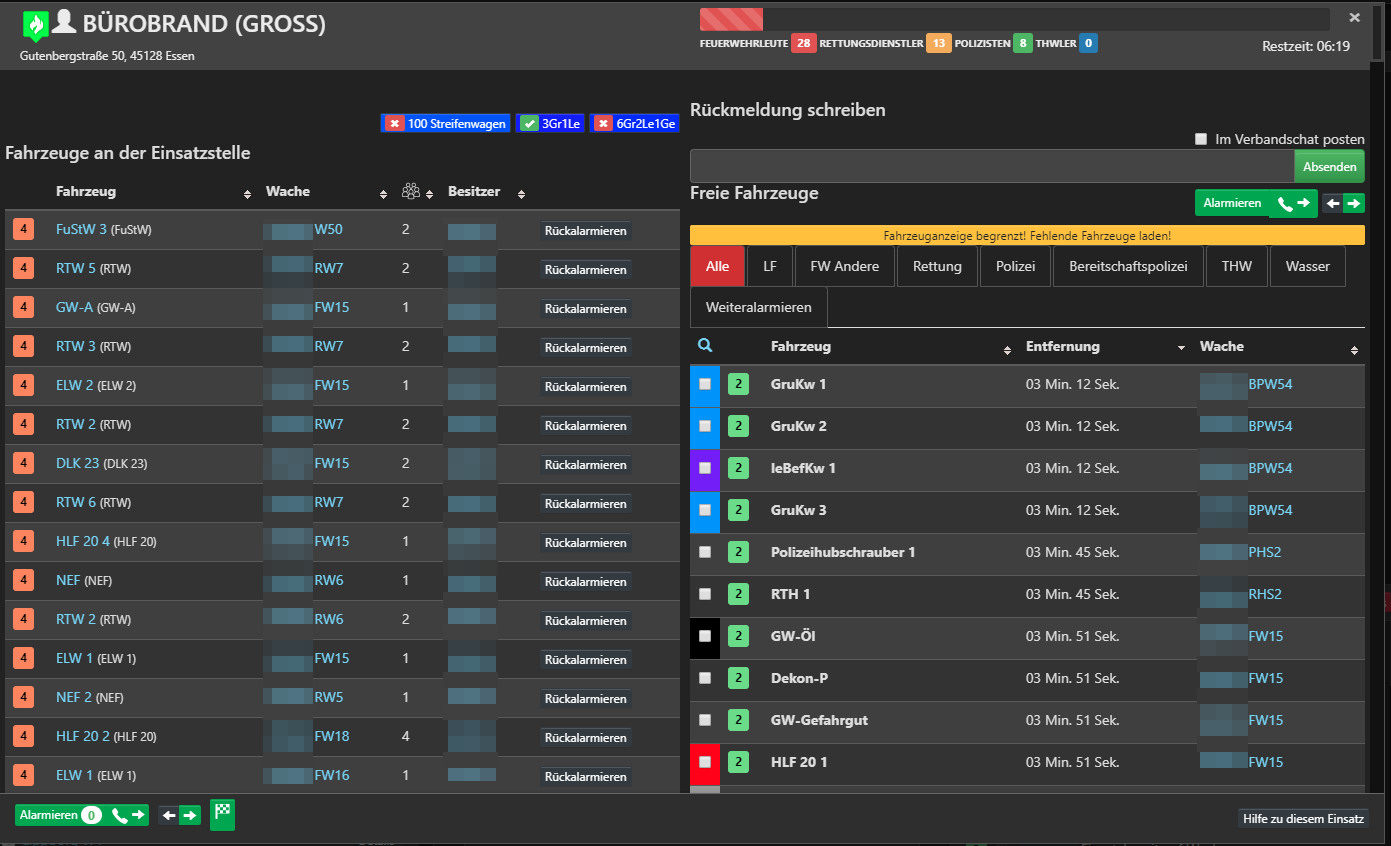 BÜROBRAND (GROSS)
Gutenbergstraße 50, 45128 Essen
FEUERWEHRLEUTE 28 RETTUNGSDIENSTLER 13 POLIZISTEN 8 THWLER 0
Restzeit: 06:19
100 Streifenwagen 3Gr1Le 6Gr2Le1Ge
Fahrzeuge an der Einsatzstelle
Fahrzeug Wache Besitzer
4 FuStW 3 (FuStW) W50 2 Rückalarmieren
4 RTW 5 (RTW) RW7 2 Rückalarmieren
4 GW-A (GW-A) FW15 1 Rückalarmieren
4 RTW 3 (RTW) RW7 2 Rückalarmieren
4 ELW 2 (ELW 2) FW15 1 Rückalarmieren
4 RTW 2 (RTW) RW7 2 Rückalarmieren
4 DLK 23 (DLK 23) FW15 2 Rückalarmieren
4 RTW 6 (RTW) RW7 2 Rückalarmieren
4 HLF 20 4 (HLF 20) FW15 1 Rückalarmieren
4 NEF (NEF) RW6 1 Rückalarmieren
4 RTW 2 (RTW) RW6 2 Rückalarmieren
4 ELW 1 (ELW 1) FW15 1 Rückalarmieren
4 NEF 2 (NEF) RW5 1 Rückalarmieren
4 HLF 20 2 (HLF 20) FW18 4 Rückalarmieren
4 ELW 1 (ELW 1) FW16 1 Rückalarmieren
Rückmeldung schreiben
Im Verbandschat posten
Absenden
Freie Fahrzeuge
Alarmieren
Fahrzeuganzeige begrenzt! Fehlende Fahrzeuge laden!
Alle LF FW Andere Rettung Polizei Bereitschaftspolizei THW Wasser
Weiteralarmieren
Fahrzeug Entfernung Wache
2 GruKw 1 03 Min. 12 Sek. BPW54
2 GruKw 2 03 Min. 12 Sek. BPW54
2 leBefKw 1 03 Min. 12 Sek. BPW54
2 GruKw 3 03 Min. 12 Sek. BPW54
2 Polizeihubschrauber 1 03 Min. 45 Sek. PHS2
2 RTH 1 03 Min. 45 Sek. RHS2
2 GW-Öl 03 Min. 51 Sek. FW15
2 Dekon-P 03 Min. 51 Sek. FW15
2 GW-Gefahrgut 03 Min. 51 Sek. FW15
2 HLF 20 1 03 Min. 51 Sek. FW15
Alarmieren 0
Hilfe zu diesem Einsatz